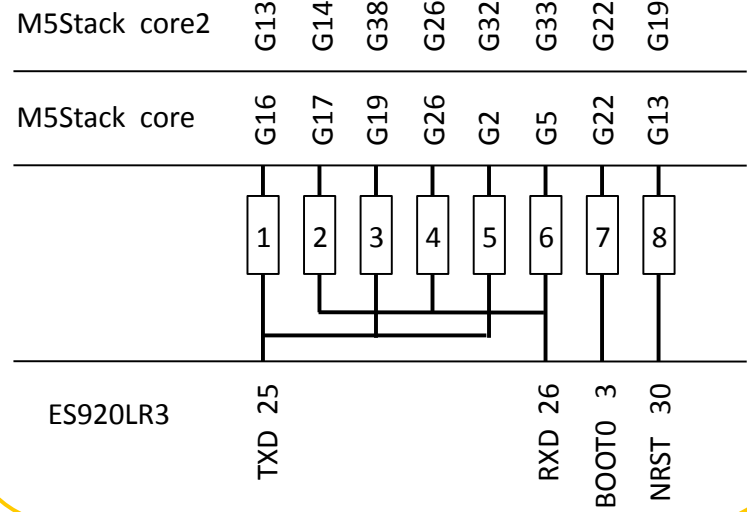 M5Stack core2 G13 G14 G38 G26 G32 G33 G22 G19
M5Stack core G16 G17 G19 G26 G2 G5 G22 G13
1 2 3 4 5 6 7 8
ES920LR3 TXD 25 RXD 26 BOOT0 3 NRST 30